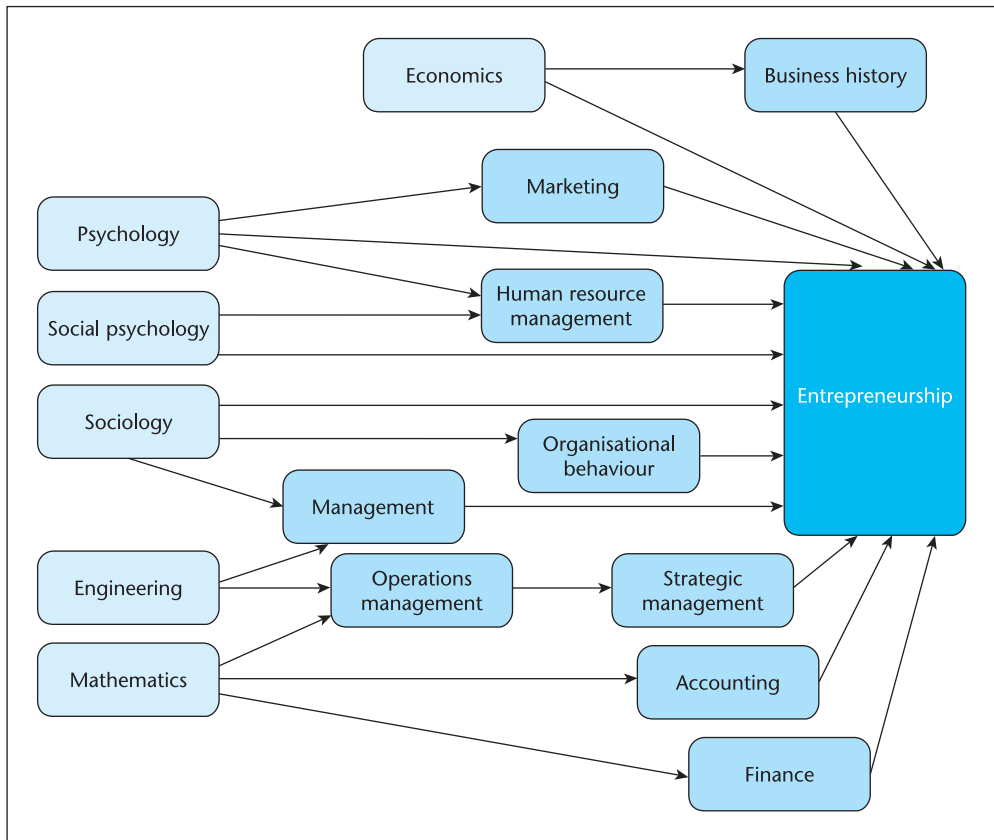 Economics
Business history
Marketing
Psychology
Human resource
management
Social psychology
Entrepreneurship
Sociology
Organisational
behaviour
Management
Engineering
Operations
management
Strategic
management
Mathematics
Accounting
Finance